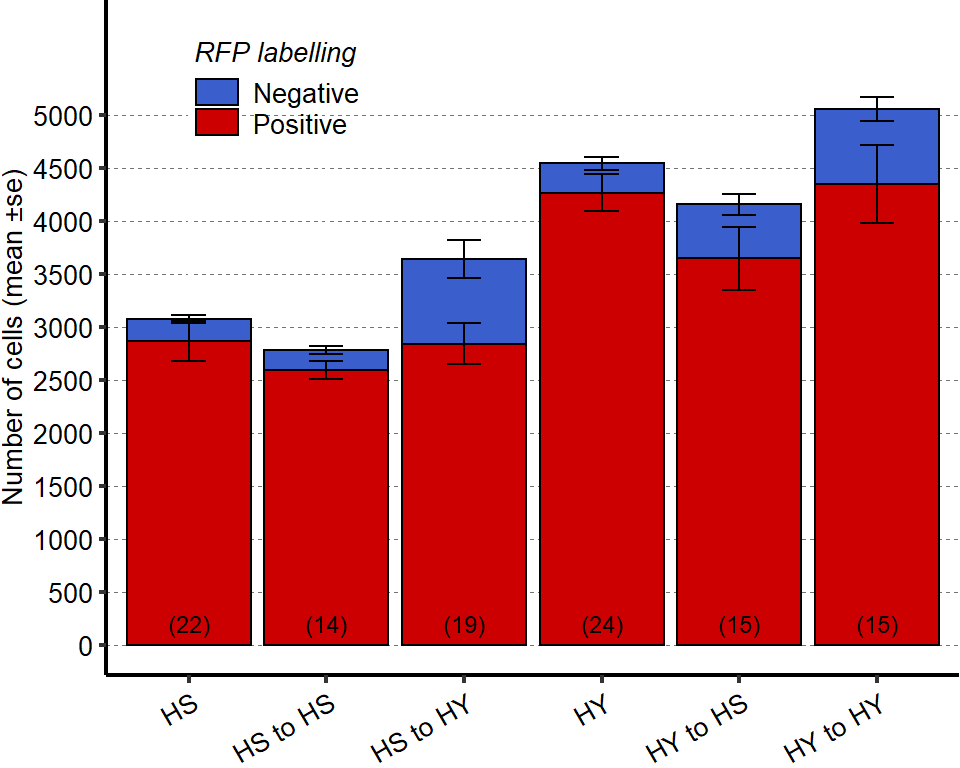 RFP labelling
Negative
Positive
Number of cells (mean ±se)
5000
4500
4000
3500
3000
2500
2000
1500
1000
500
0
(22) (14) (19) (24) (15) (15)
HS HS to HS HS to HY HY HY to HS HY to HY